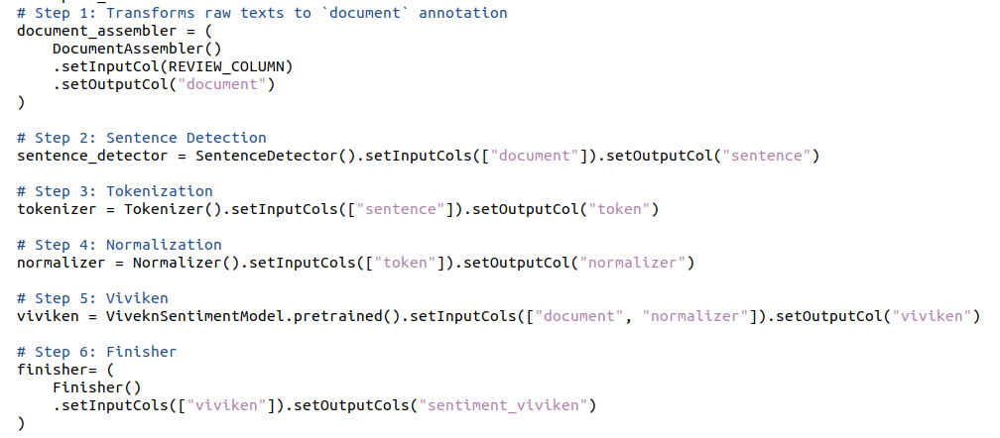 # Step 1: Transforms raw texts to `document` annotation
document_assembler = (
    DocumentAssembler()
    .setInputCol(REVIEW_COLUMN)
    .setOutputCol("document")
)

# Step 2: Sentence Detection
sentence_detector = SentenceDetector().setInputCols(["document"]).setOutputCol("sentence")

# Step 3: Tokenization
tokenizer = Tokenizer().setInputCols(["sentence"]).setOutputCol("token")

# Step 4: Normalization
normalizer = Normalizer().setInputCols(["token"]).setOutputCol("normalizer")

# Step 5: Viviken
viviken = ViveknSentimentModel.pretrained().setInputCols(["document", "normalizer"]).setOutputCol("viviken")

# Step 6: Finisher
finisher= (
    Finisher()
    .setInputCols(["viviken"]).setOutputCols("sentiment_viviken")
)